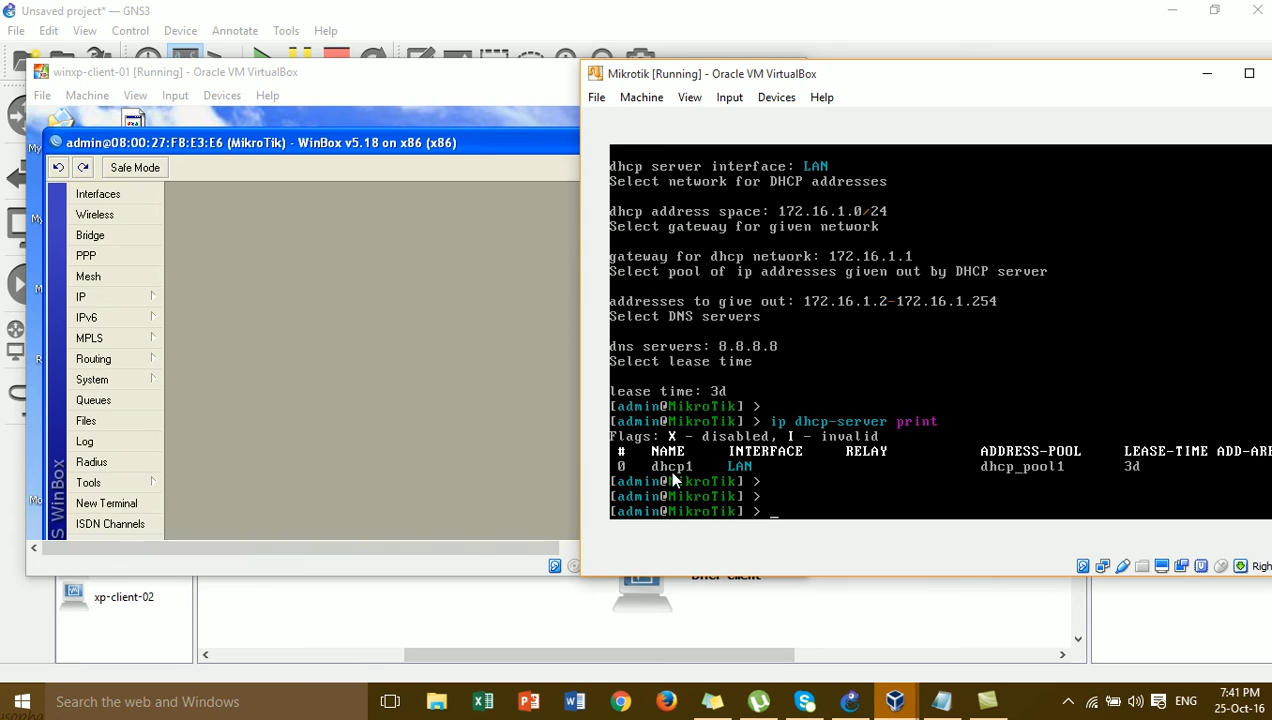 Unsaved project* — GNS3
File Edit View Control Device Annotate Tools Help
winxp-client-01 [Running] - Oracle VM VirtualBox
File Machine View Input Devices Help
admin@08:00:27:F8:E3:E6 (MikroTik) - WinBox v5.18 on x86 (x86)
Safe Mode
Interfaces
Wireless
Bridge
PPP
Mesh
IP
IPv6
MPLS
Routing
System
Queues
Files
Log
Radius
Tools
New Terminal
ISDN Channels
S WinBox
My
My
M
R
Mo
Mikrotik [Running] - Oracle VM VirtualBox
File Machine View Input Devices Help
dhcp server interface: LAN
Select network for DHCP addresses
dhcp address space: 172.16.1.0/24
Select gateway for given network
gateway for dhcp network: 172.16.1.1
Select pool of ip addresses given out by DHCP server
addresses to give out: 172.16.1.2-172.16.1.254
Select DNS servers
dns servers: 8.8.8.8
Select lease time
lease time: 3d
[admin@MikroTik] >
[admin@MikroTik] > ip dhcp-server print
Flags: X - disabled, I - invalid
# NAME INTERFACE RELAY ADDRESS-POOL LEASE-TIME ADD-AR
0 dhcp1 LAN dhcp_pool1 3d
[admin@MikroTik] >
[admin@MikroTik] >
[admin@MikroTik] > _
Righ
xp-client-02
Search the web and Windows
ENG
7:41 PM
25-Oct-16